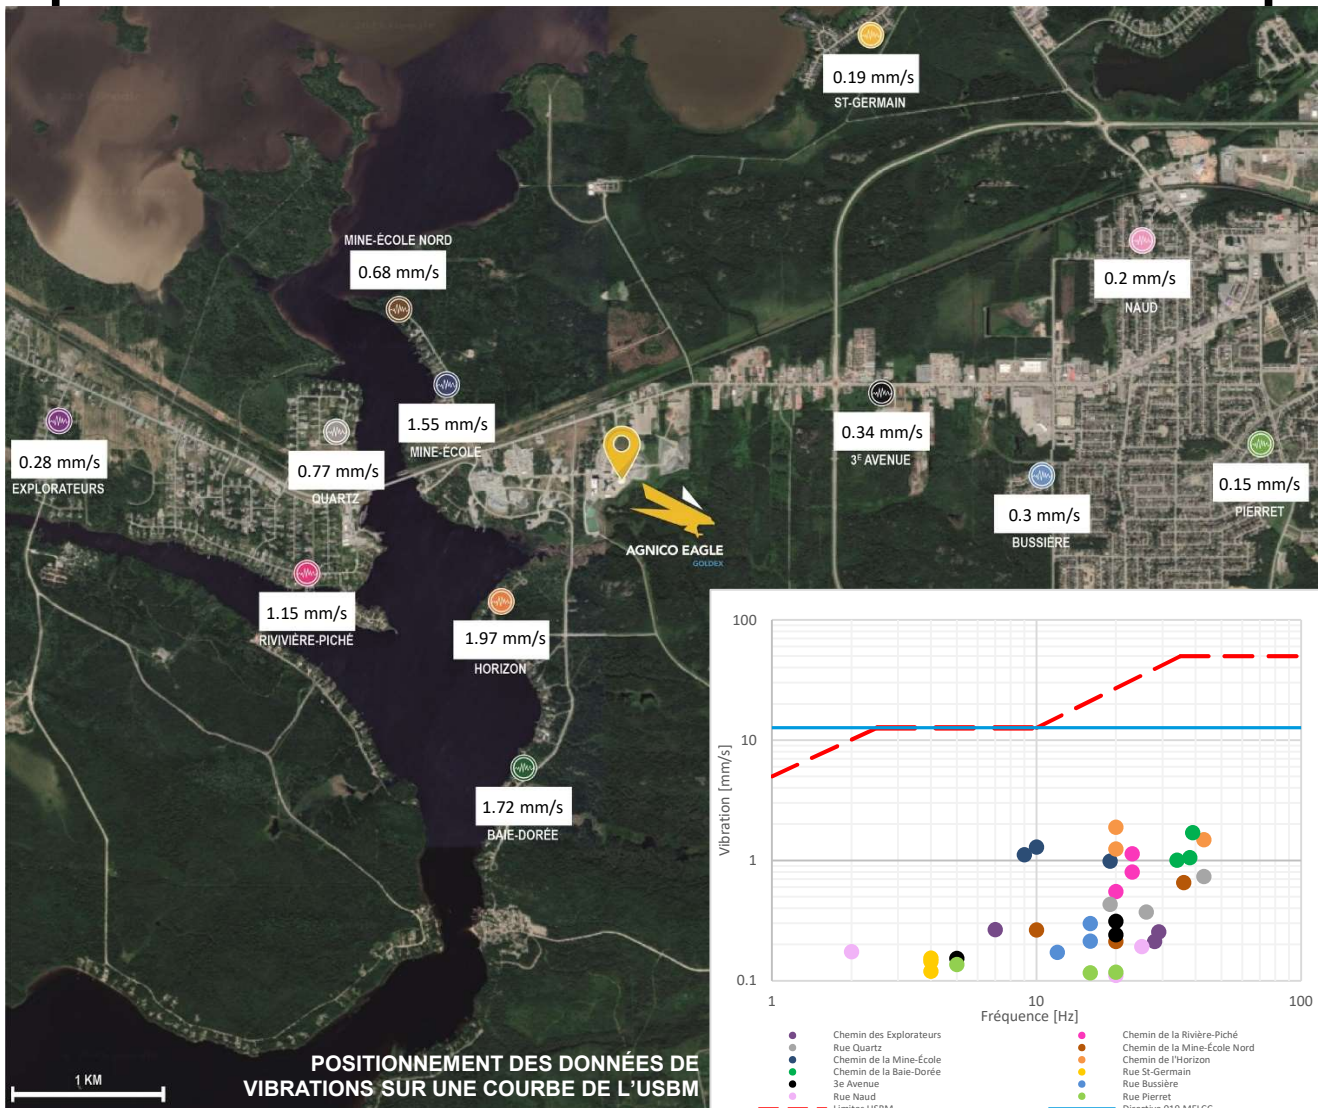 0.19 mm/s
ST-GERMAIN
MINE-ÉCOLE NORD
0.68 mm/s
0.2 mm/s
NAUD
1.55 mm/s
MINE-ÉCOLE
0.34 mm/s
3E AVENUE
0.28 mm/s
EXPLORATEURS
0.77 mm/s
QUARTZ
0.15 mm/s
PIERRET
0.3 mm/s
BUSSIÈRE
AGNICO EAGLE
GOLDEX
1.15 mm/s
RIVIVIÈRE-PICHÉ
1.97 mm/s
HORIZON
1.72 mm/s
BAIE-DORÉE
100
10
1
0.1
Vibration [mm/s]
1
10
100
Fréquence [Hz]
Chemin des Explorateurs
Chemin de la Rivière-Piché
Rue Quartz
Chemin de la Mine-École Nord
Chemin de la Mine-École
Chemin de l'Horizon
Chemin de la Baie-Dorée
Rue St-Germain
3e Avenue
Rue Bussière
Rue Naud
Rue Pierret
Limites USBM
Directive 019 MELCC
1 KM
POSITIONNEMENT DES DONNÉES DE
VIBRATIONS SUR UNE COURBE DE L'USBM